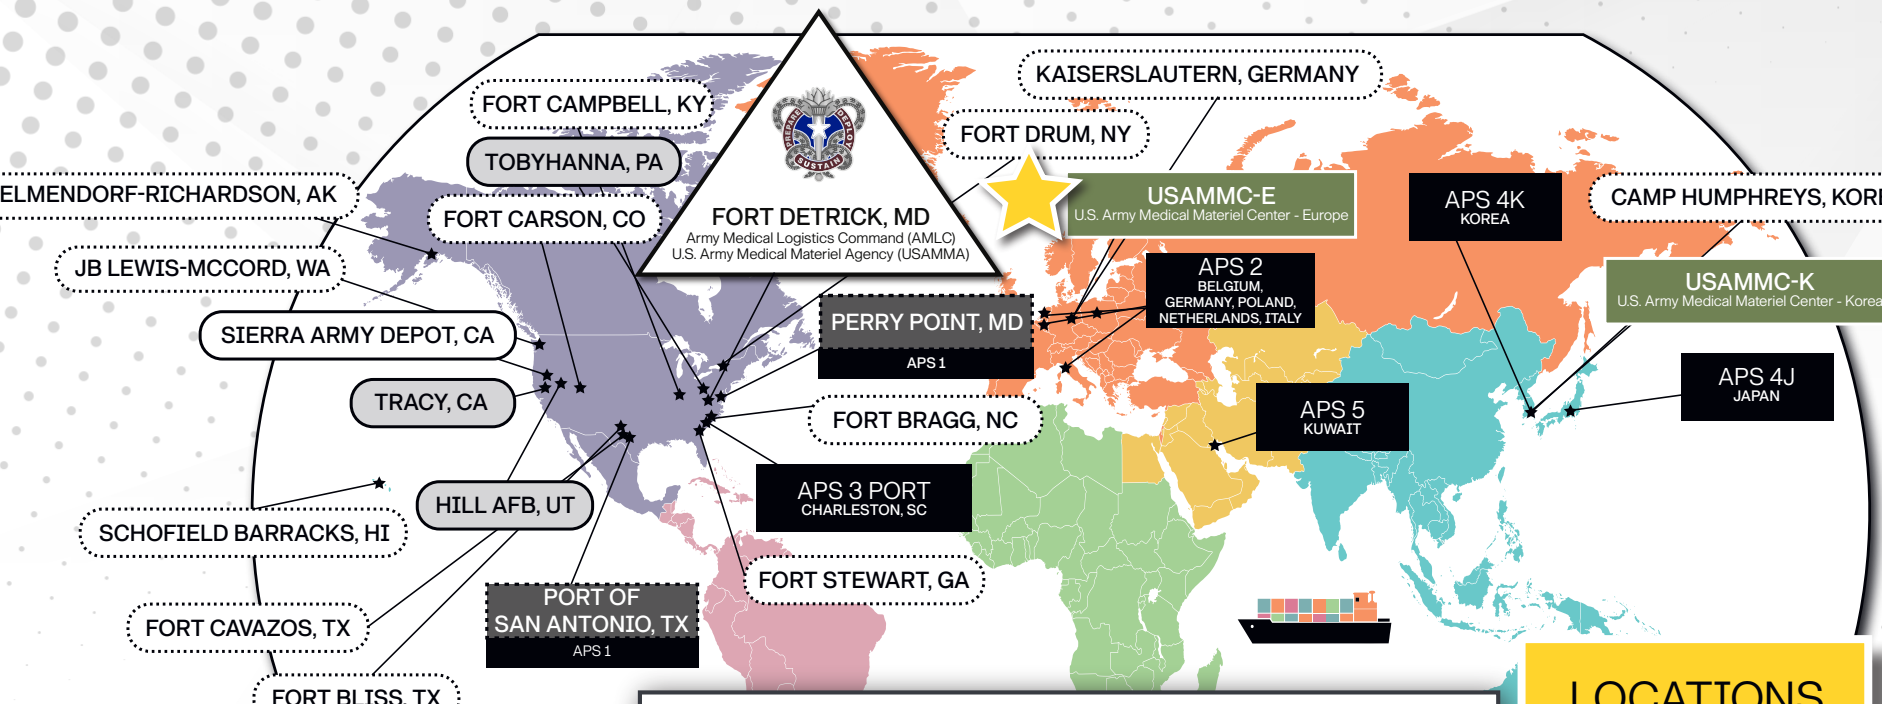 KAISERSLAUTERN, GERMANY
FORT CAMPBELL, KY
FORT DRUM, NY
PREPARE
DEPLOY
SUSTAIN
TOBYHANNA, PA
ELMENDORF-RICHARDSON, AK
FORT CARSON, CO
FORT DETRICK, MD
Army Medical Logistics Command (AMLC)
U.S. Army Medical Materiel Agency (USAMMA)
USAMMC-E
U.S. Army Medical Materiel Center - Europe
APS 4K
KOREA
CAMP HUMPHREYS, KORE
JB LEWIS-MCCORD, WA
APS 2
BELGIUM,
GERMANY, POLAND,
NETHERLANDS, ITALY
USAMMC-K
U.S. Army Medical Materiel Center - Korea
SIERRA ARMY DEPOT, CA
PERRY POINT, MD
APS 1
TRACY, CA
FORT BRAGG, NC
APS 5
KUWAIT
APS 4J
JAPAN
HILL AFB, UT
APS 3 PORT
CHARLESTON, SC
SCHOFIELD BARRACKS, HI
FORT STEWART, GA
PORT OF
SAN ANTONIO, TX
APS 1
FORT CAVAZOS, TX
FORT BLISS, TX
LOCATIONS